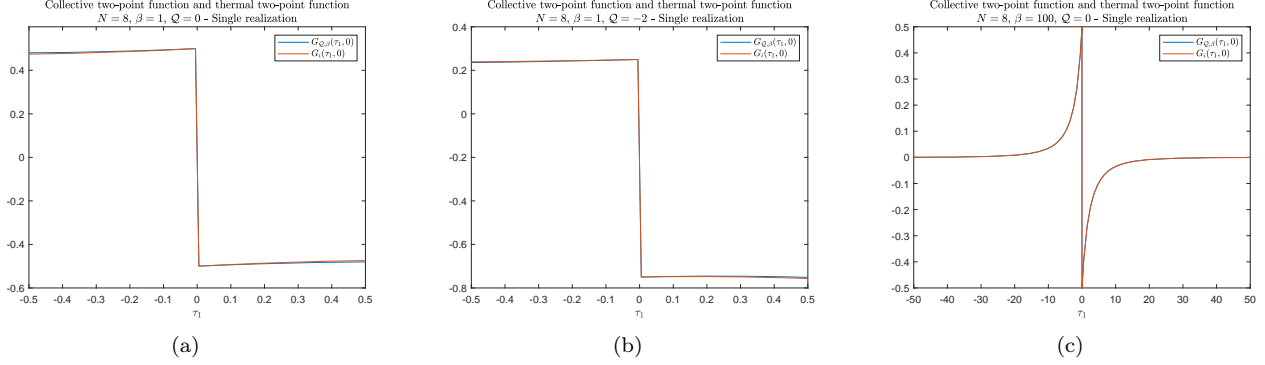 Collective two-point function and thermal two-point function
N = 8, β = 1, 𝒬 = 0 - Single realization
G_{𝒬,β}(τ₁, 0)
G_i(τ₁, 0)
0.4
0.2
0
-0.2
-0.4
-0.6
-0.5 -0.4 -0.3 -0.2 -0.1 0 0.1 0.2 0.3 0.4 0.5
τ₁
(a)
Collective two-point function and thermal two-point function
N = 8, β = 1, 𝒬 = −2 - Single realization
G_{𝒬,β}(τ₁, 0)
G_i(τ₁, 0)
0.4
0.2
0
-0.2
-0.4
-0.6
-0.8
-0.5 -0.4 -0.3 -0.2 -0.1 0 0.1 0.2 0.3 0.4 0.5
τ₁
(b)
Collective two-point function and thermal two-point function
N = 8, β = 100, 𝒬 = 0 - Single realization
G_{𝒬,β}(τ₁, 0)
G_i(τ₁, 0)
0.5
0.4
0.3
0.2
0.1
0
-0.1
-0.2
-0.3
-0.4
-0.5
-50 -40 -30 -20 -10 0 10 20 30 40 50
τ₁
(c)